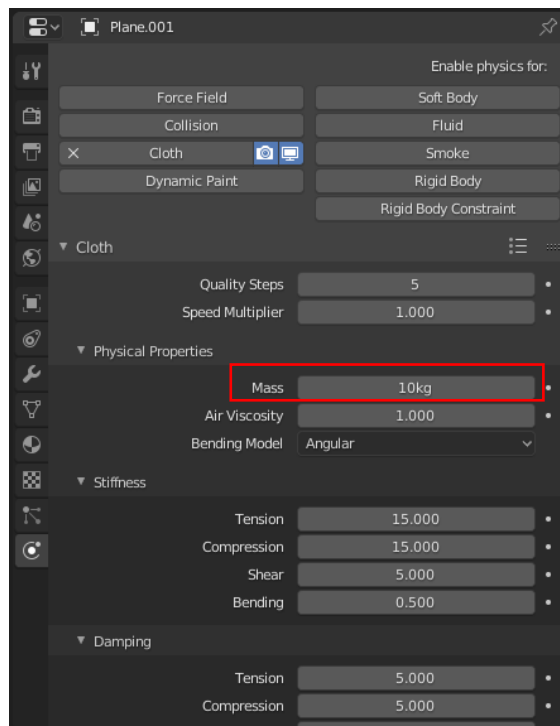 Plane.001
Enable physics for:
Force Field
Soft Body
Collision
Fluid
Cloth
Smoke
Dynamic Paint
Rigid Body
Rigid Body Constraint
Cloth
Quality Steps 5
Speed Multiplier 1.000
Physical Properties
Mass 10kg
Air Viscosity 1.000
Bending Model Angular
Stiffness
Tension 15.000
Compression 15.000
Shear 5.000
Bending 0.500
Damping
Tension 5.000
Compression 5.000